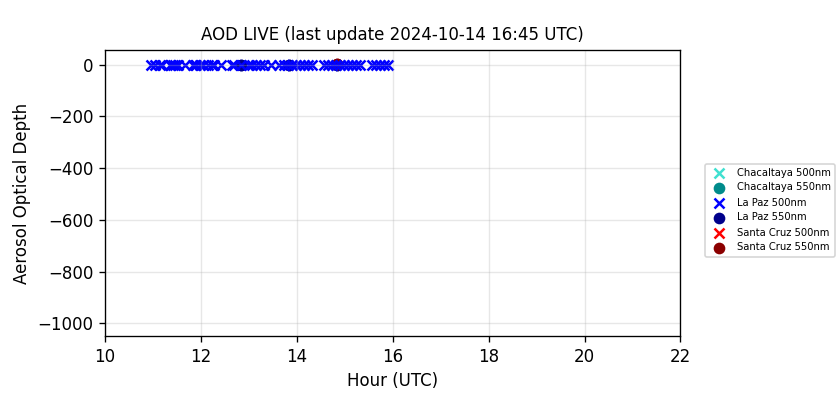 AOD LIVE (last update 2024-10-14 16:45 UTC)
Aerosol Optical Depth
0
−200
−400
−600
−800
−1000
10 12 14 16 18 20 22
Hour (UTC)
Chacaltaya 500nm
Chacaltaya 550nm
La Paz 500nm
La Paz 550nm
Santa Cruz 500nm
Santa Cruz 550nm